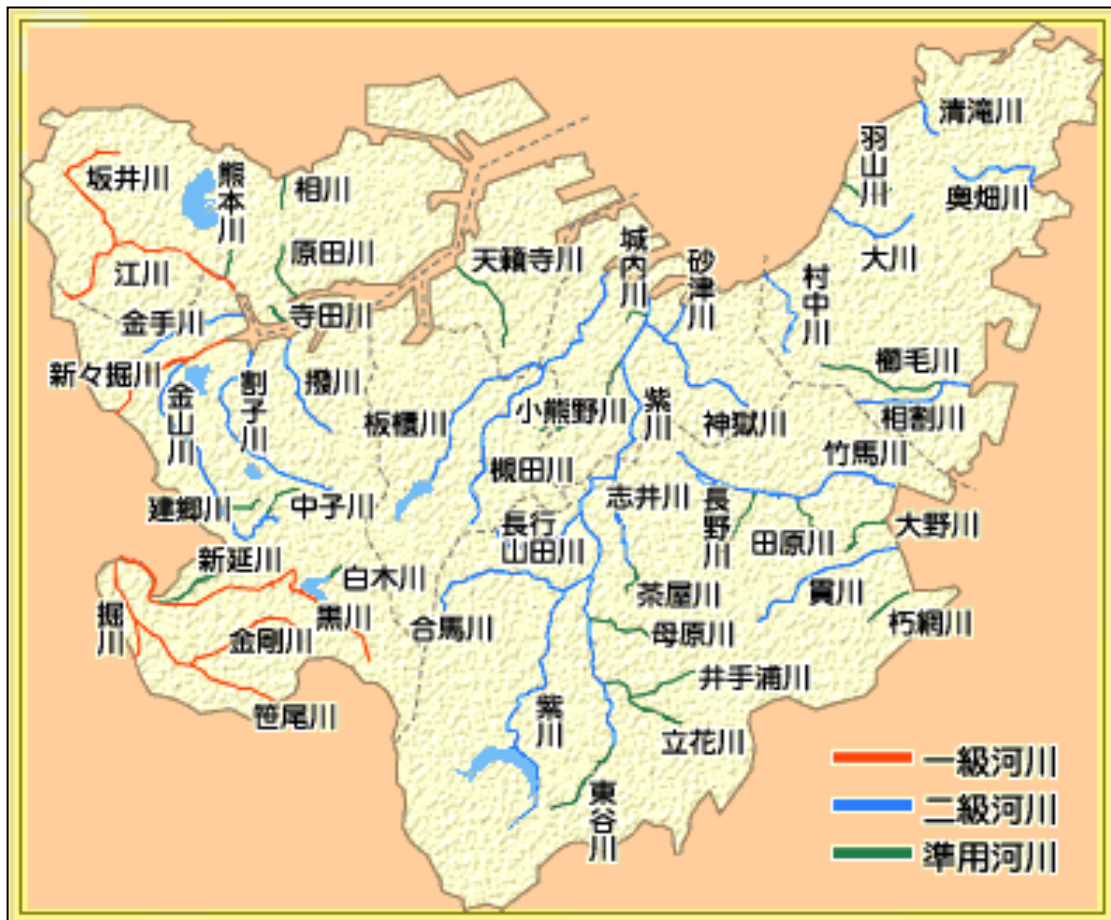 清滝川
羽山川
奥畑川
大川
村中川
坂井川
熊本川
相川
江川
原田川
天籟寺川
城内川
砂津川
金手川
寺田川
新々掘川
金山川
割子川
撥川
板櫃川
小熊野川
紫川
神獄川
櫛毛川
相割川
竹馬川
槻田川
建郷川
中子川
長行
山田川
志井川
長野川
田原川
大野川
新延川
白木川
黒川
掘川
金剛川
笹尾川
合馬川
茶屋川
貫川
朽網川
母原川
井手浦川
立花川
紫川
東谷川
一級河川
二級河川
準用河川